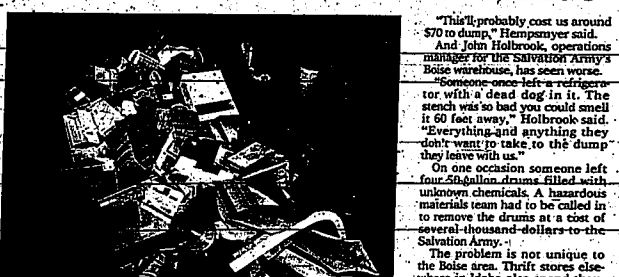 "This'll probably cost us around
$70 to dump," Hempsmyer said.
And John Holbrook, operations
manager for the Salvation Army's
Boise warehouse, has seen worse.
"Someone once left a refrigera-
tor with a dead dog in it. The
stench was so bad you could smell
it 60 feet away," Holbrook said.
"Everything and anything they
don't want to take to the dump
they leave with us."
On one occasion someone left
four 50-gallon drums filled with
unknown chemicals. A hazardous
materials team had to be called in
to remove the drums at a cost of
several thousand dollars to the
Salvation Army.
The problem is not unique to
the Boise area. Thrift stores else-